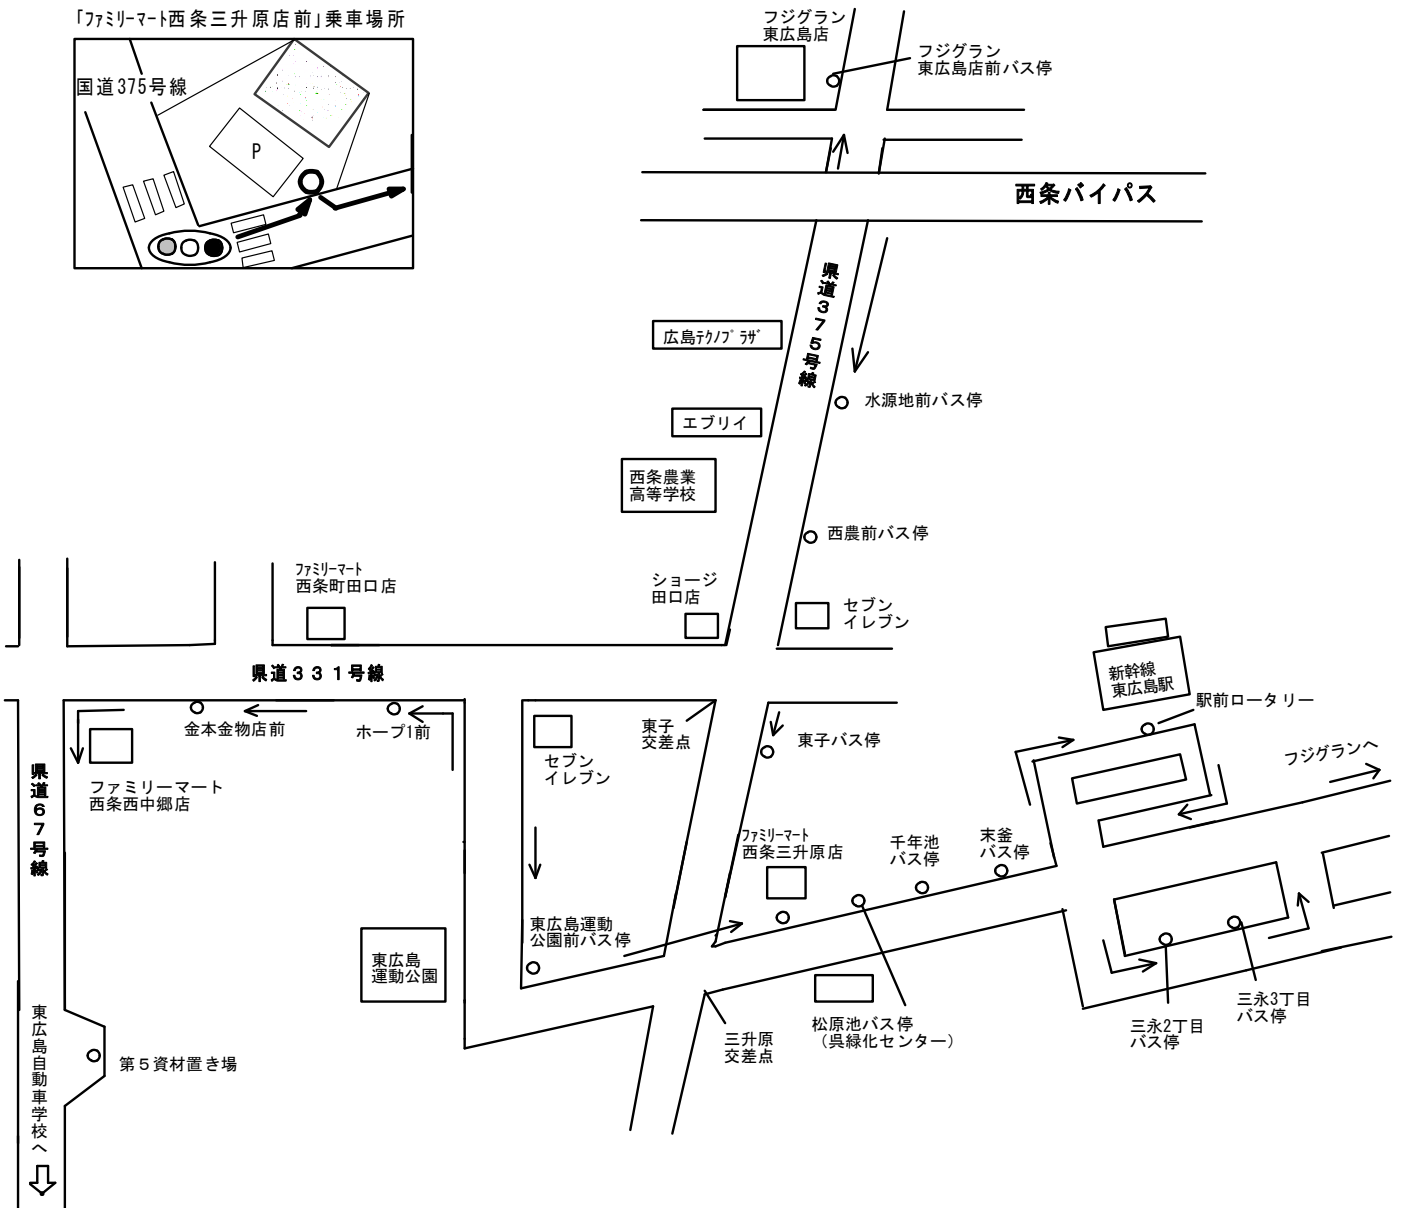 「ファミリーマート西条三升原店前」乗車場所
国道375号線
P
フジグラン
東広島店
フジグラン
東広島店前バス停
西条バイパス
県道３７５号線
広島テクノプラザ
水源地前バス停
エブリイ
西条農業
高等学校
西農前バス停
ファミリーマート
西条町田口店
ショージ
田口店
セブン
イレブン
県道３３１号線
新幹線
東広島駅
駅前ロータリー
金本金物店前
ホープ1前
東子
交差点
東子バス停
フジグランへ
セブン
イレブン
ファミリーマート
西条西中郷店
県道６７号線
ファミリーマート
西条三升原店
千年池
バス停
末釜
バス停
東広島運動
公園前バス停
東広島
運動公園
三永3丁目
バス停
三永2丁目
バス停
松原池バス停
（呉緑化センター）
三升原
交差点
第５資材置き場
東広島自動車学校へ